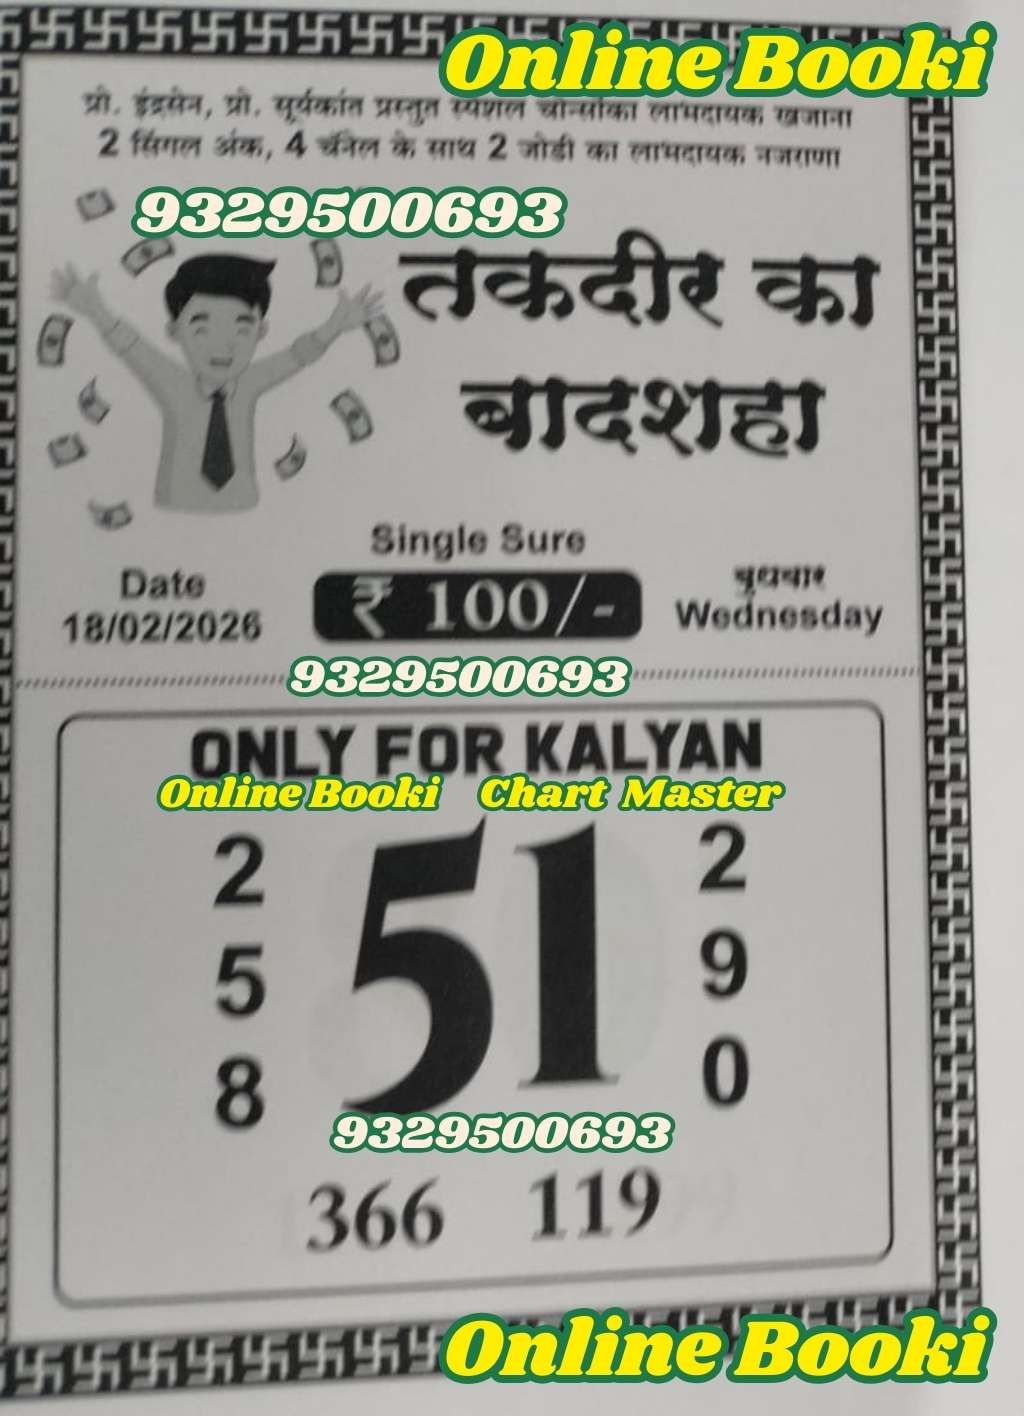 Online Booki
प्रो. इंद्रसेन, प्रो. सूर्यकांत प्रस्तुत स्पेशल चॉन्सोका लाभदायक खजाना
2 सिंगल अंक, 4 चॅनेल के साथ 2 जोडी का लाभदायक नजराणा
9329500693
तकदीर का
बादशहा
Single Sure
Date
18/02/2026
₹ 100/-
बुधवार
Wednesday
9329500693
ONLY FOR KALYAN
Online Booki Chart Master
2 2
51
5 9
8 0
9329500693
366 119
Online Booki